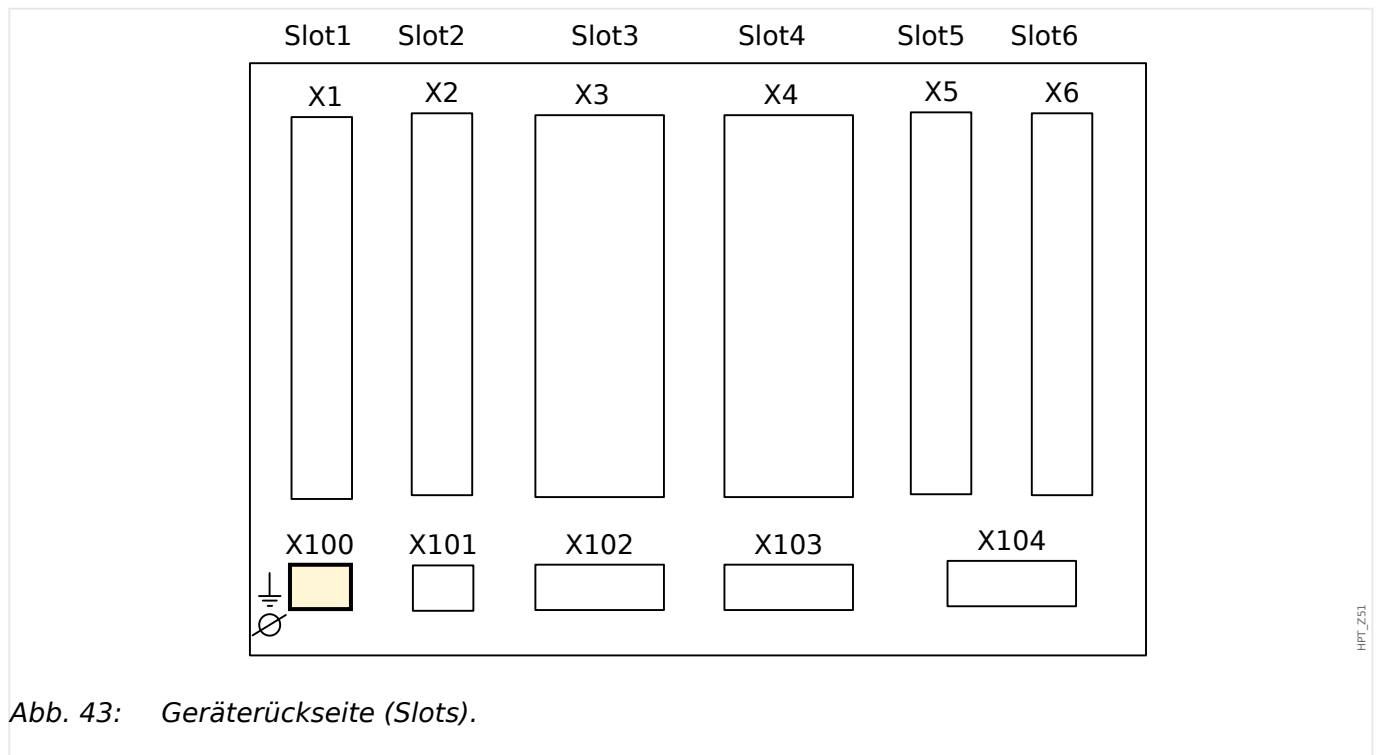 Slot1 Slot2 Slot3 Slot4 Slot5 Slot6
X1 X2 X3 X4 X5 X6
X100 X101 X102 X103 X104
HPT_Z51
Abb. 43: Geräterückseite (Slots).